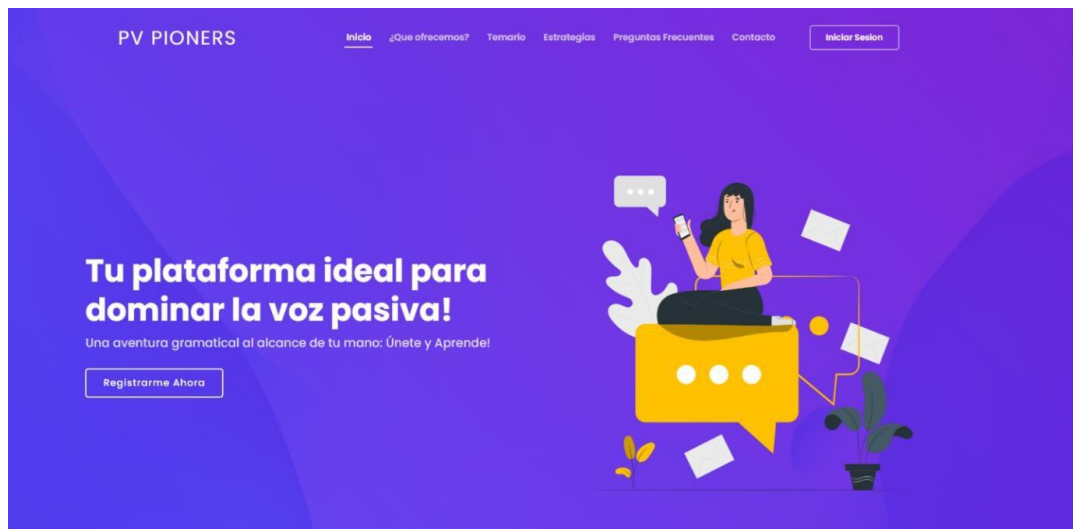 PV PIONERS
Inicio ¿Que ofrecemos? Temario Estrategias Preguntas Frecuentes Contacto Iniciar Sesion
Tu plataforma ideal para
dominar la voz pasiva!
Una aventura gramatical al alcance de tu mano: Únete y Aprende!
Registrarme Ahora